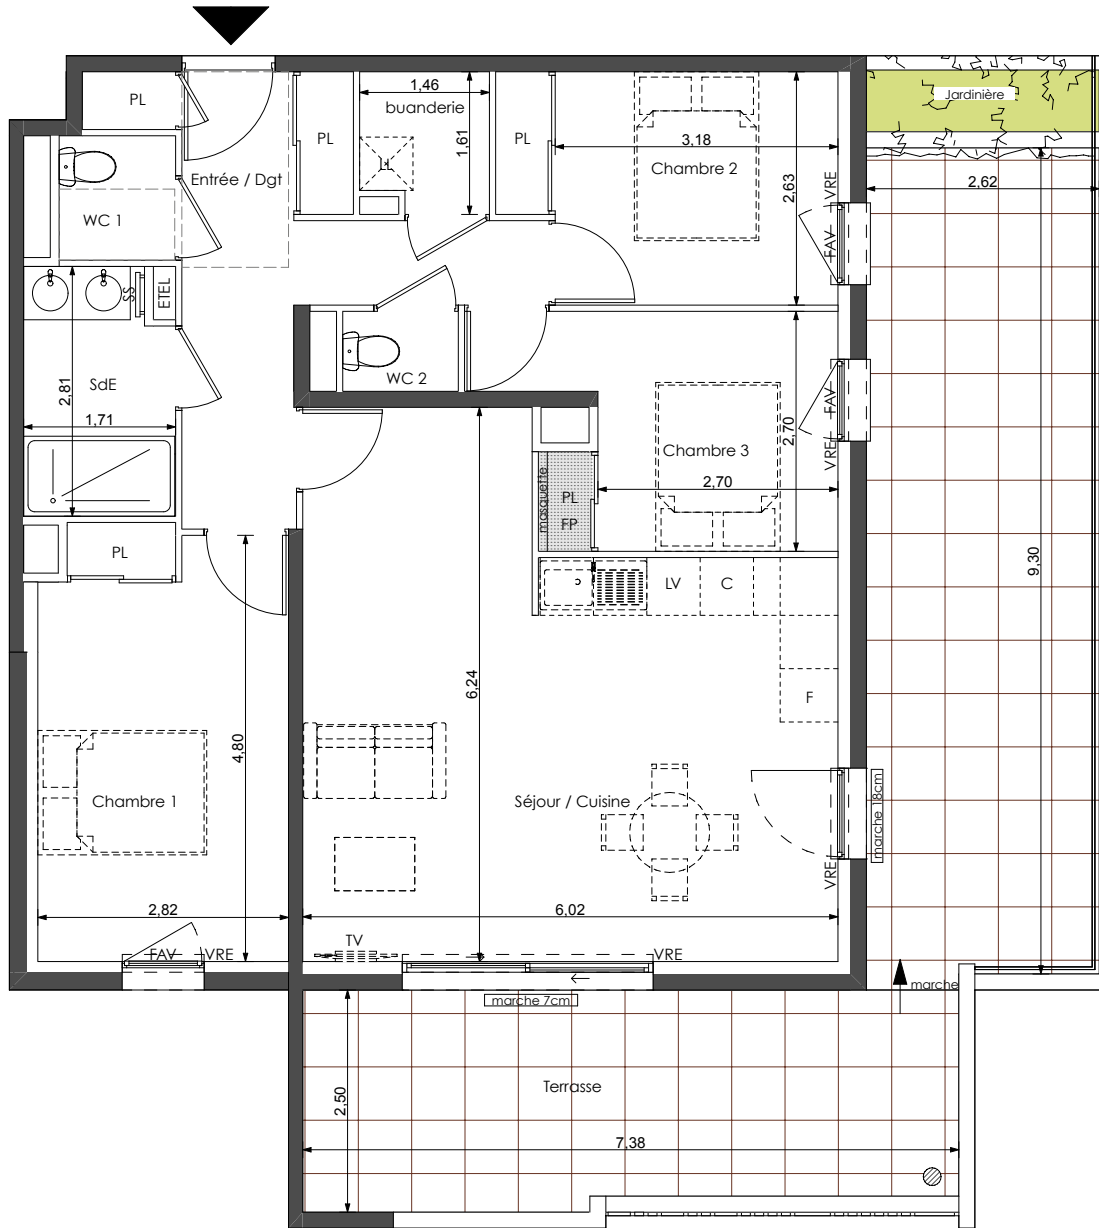 PL
1,46
buanderie
Jardinière
PL
1,61
PL
3,18
Chambre 2
LL
Entrée / Dgt
2,63
VRE
2,62
WC 1
FAV
SS
ETEL
2,81
SdE
WC 2
FAV
1,71
2,70
VRE
Chambre 3
masquette
PL
FP
2,70
PL
LV
C
9,30
6,24
F
4,80
Chambre 1
Séjour / Cuisine
marche 18cm
VRE
2,82
6,02
TV
FAV
VRE
VRE
marche
marche 7cm
Terrasse
2,50
7,38